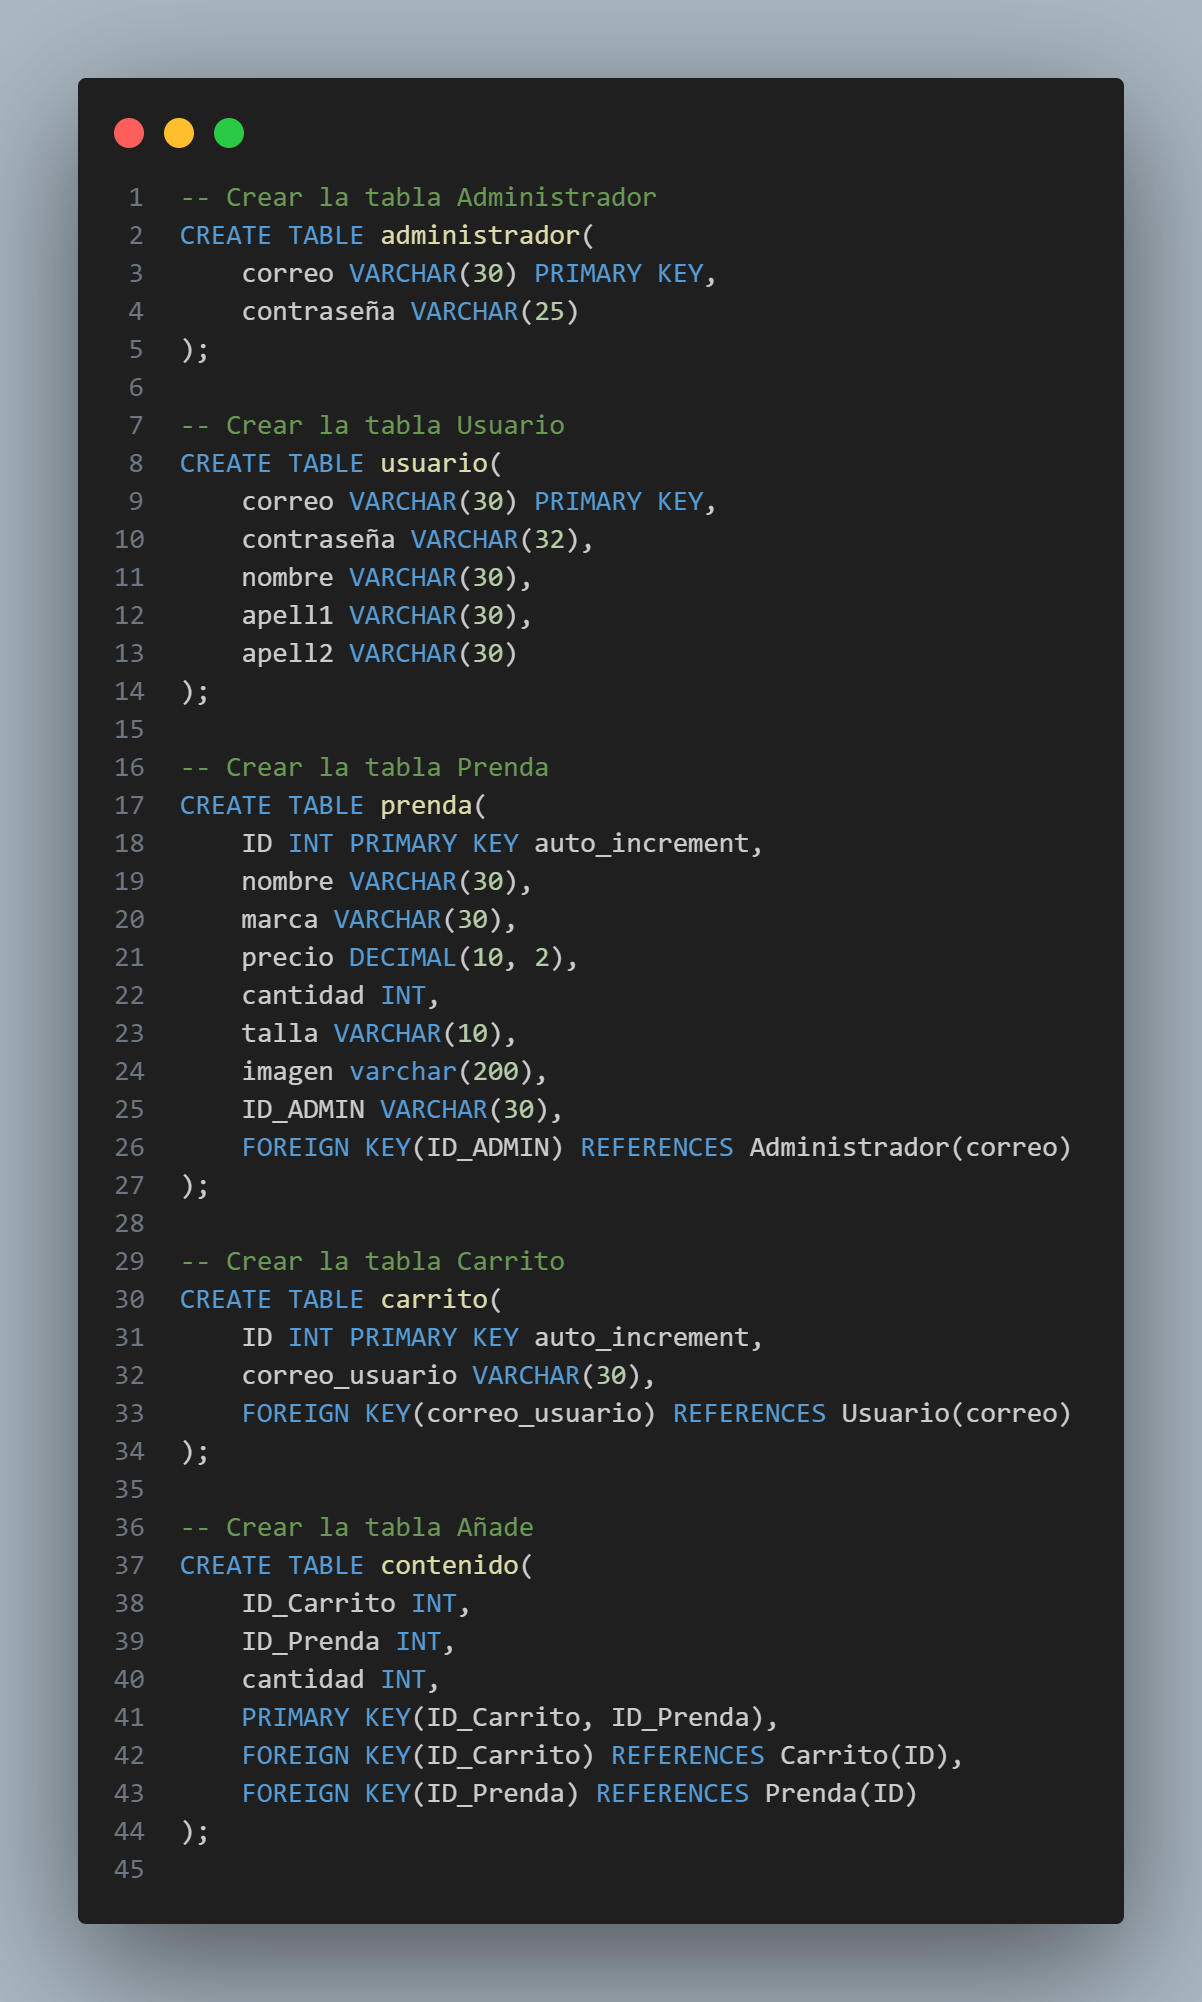 1 -- Crear la tabla Administrador
2 CREATE TABLE administrador(
3     correo VARCHAR(30) PRIMARY KEY,
4     contraseña VARCHAR(25)
5 );
6
7 -- Crear la tabla Usuario
8 CREATE TABLE usuario(
9     correo VARCHAR(30) PRIMARY KEY,
10     contraseña VARCHAR(32),
11     nombre VARCHAR(30),
12     apell1 VARCHAR(30),
13     apell2 VARCHAR(30)
14 );
15
16 -- Crear la tabla Prenda
17 CREATE TABLE prenda(
18     ID INT PRIMARY KEY auto_increment,
19     nombre VARCHAR(30),
20     marca VARCHAR(30),
21     precio DECIMAL(10, 2),
22     cantidad INT,
23     talla VARCHAR(10),
24     imagen varchar(200),
25     ID_ADMIN VARCHAR(30),
26     FOREIGN KEY(ID_ADMIN) REFERENCES Administrador(correo)
27 );
28
29 -- Crear la tabla Carrito
30 CREATE TABLE carrito(
31     ID INT PRIMARY KEY auto_increment,
32     correo_usuario VARCHAR(30),
33     FOREIGN KEY(correo_usuario) REFERENCES Usuario(correo)
34 );
35
36 -- Crear la tabla Añade
37 CREATE TABLE contenido(
38     ID_Carrito INT,
39     ID_Prenda INT,
40     cantidad INT,
41     PRIMARY KEY(ID_Carrito, ID_Prenda),
42     FOREIGN KEY(ID_Carrito) REFERENCES Carrito(ID),
43     FOREIGN KEY(ID_Prenda) REFERENCES Prenda(ID)
44 );
45